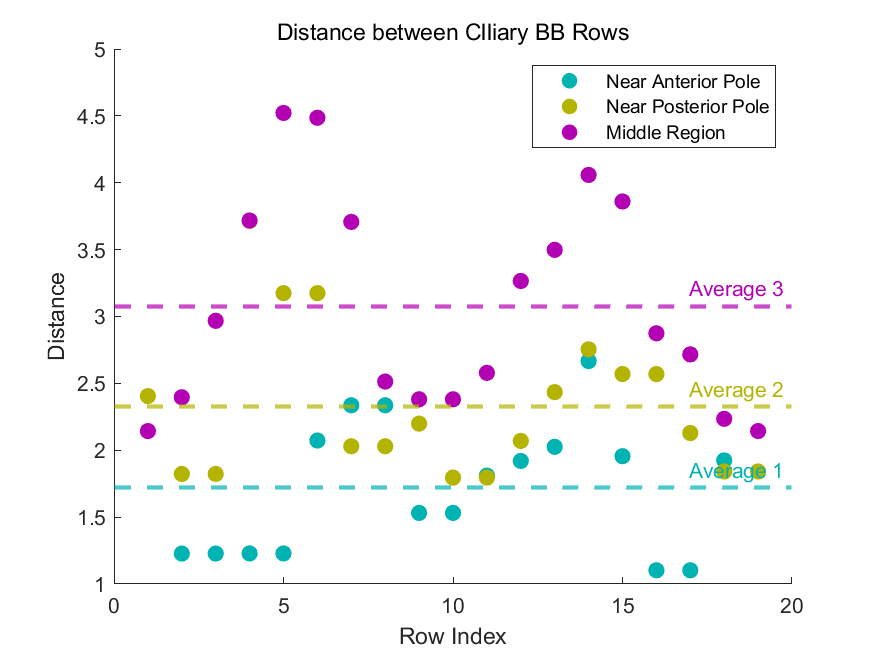 Distance between CIliary BB Rows
Near Anterior Pole
Near Posterior Pole
Middle Region
5
4.5
4
3.5
3
2.5
2
1.5
1
Distance
Average 3
Average 2
Average 1
0
5
10
15
20
Row Index